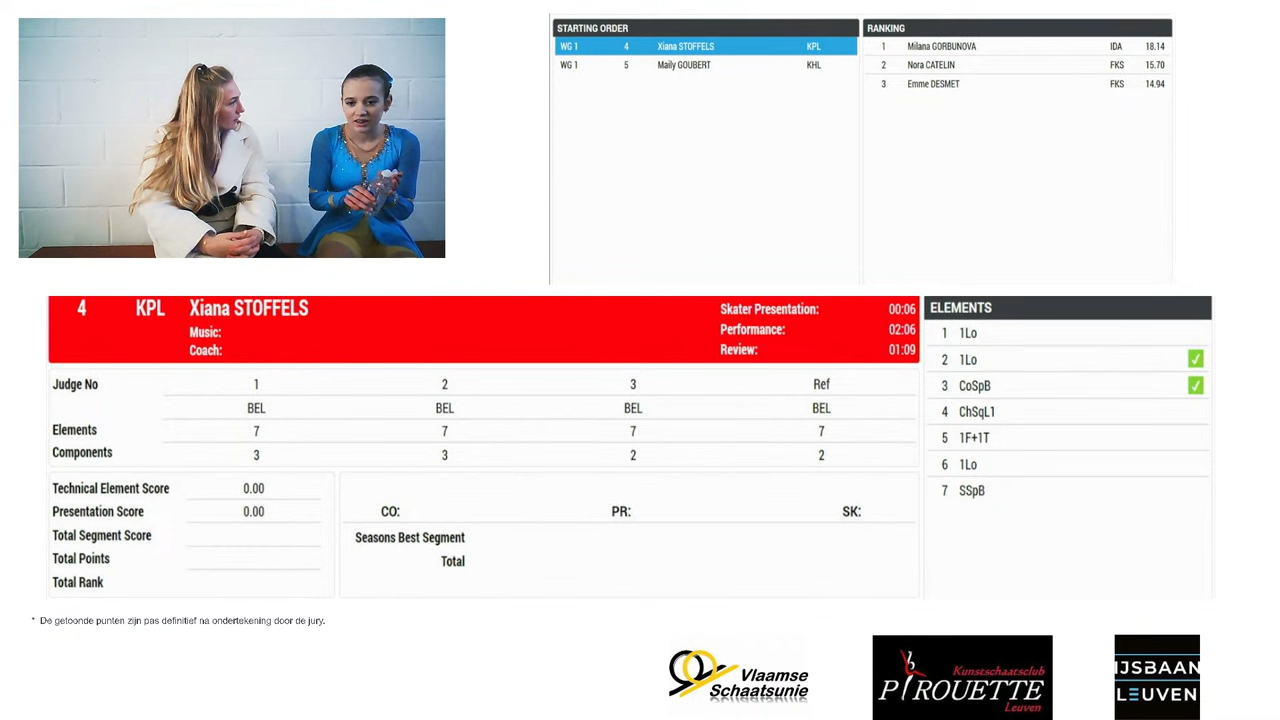 STARTING ORDER
WG 1 4 Xiana STOFFELS KPL
WG 1 5 Maily GOUBERT KHL
RANKING
1 Milana GORBUNOVA IDA 18.14
2 Nora CATELIN FKS 15.70
3 Emme DESMET FKS 14.94
4 KPL Xiana STOFFELS
Music:
Coach:
Skater Presentation: 00:06
Performance: 02:06
Review: 01:09
Judge No 1 2 3 Ref
BEL BEL BEL BEL
Elements 7 7 7 7
Components 3 3 2 2
Technical Element Score 0.00
Presentation Score 0.00
Total Segment Score
Total Points
Total Rank
CO: PR: SK:
Seasons Best Segment
Total
ELEMENTS
1 1Lo
2 1Lo
3 CoSpB
4 ChSqL1
5 1F+1T
6 1Lo
7 SSpB
* De getoonde punten zijn pas definitief na ondertekening door de jury.
Vlaamse
Schaatsunie
Kunstschaatsclub
PIROUETTE
Leuven
IJSBAAN
LEUVEN